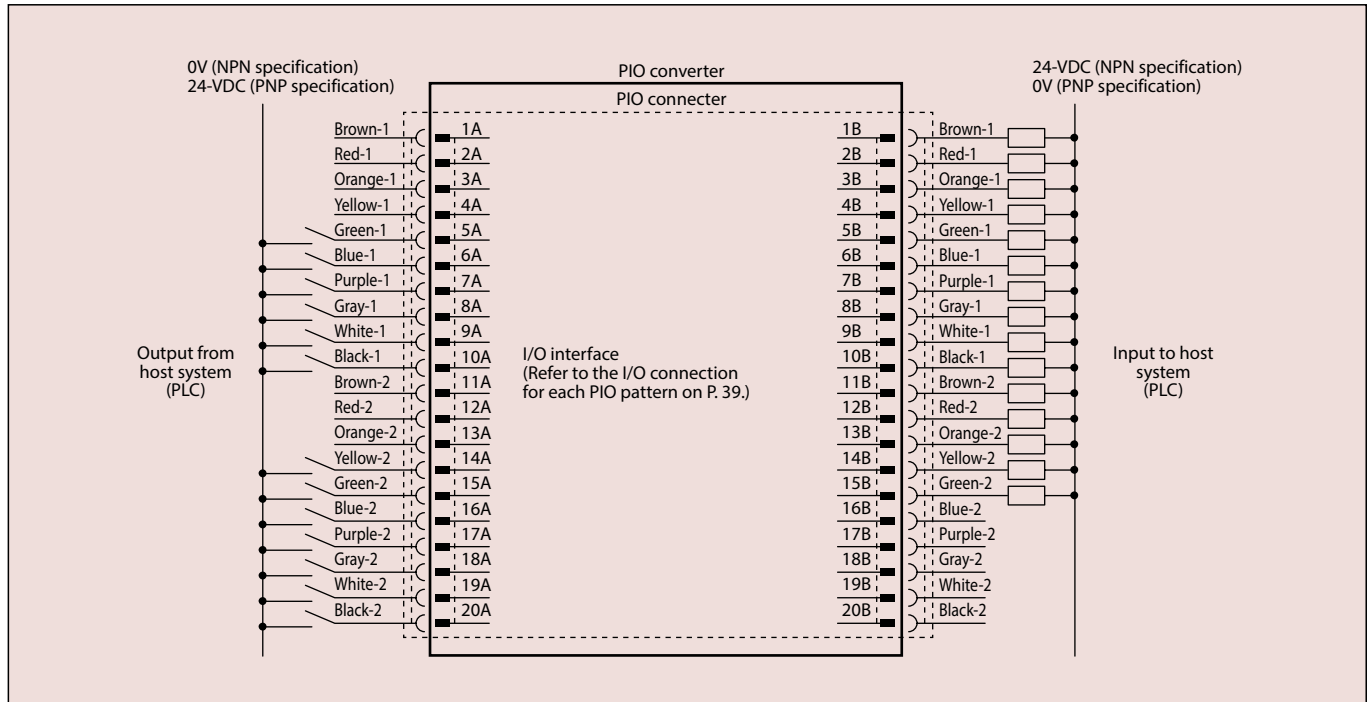 0V (NPN specification)
24-VDC (PNP specification)
PIO converter
PIO connecter
24-VDC (NPN specification)
0V (PNP specification)
Brown-1 1A 1B Brown-1
Red-1 2A 2B Red-1
Orange-1 3A 3B Orange-1
Yellow-1 4A 4B Yellow-1
Green-1 5A 5B Green-1
Blue-1 6A 6B Blue-1
Purple-1 7A 7B Purple-1
Gray-1 8A 8B Gray-1
White-1 9A 9B White-1
Black-1 10A 10B Black-1
Brown-2 11A 11B Brown-2
Red-2 12A 12B Red-2
Orange-2 13A 13B Orange-2
Yellow-2 14A 14B Yellow-2
Green-2 15A 15B Green-2
Blue-2 16A 16B Blue-2
Purple-2 17A 17B Purple-2
Gray-2 18A 18B Gray-2
White-2 19A 19B White-2
Black-2 20A 20B Black-2
Output from
host system
(PLC)
I/O interface
(Refer to the I/O connection
for each PIO pattern on P. 39.)
Input to host
system
(PLC)